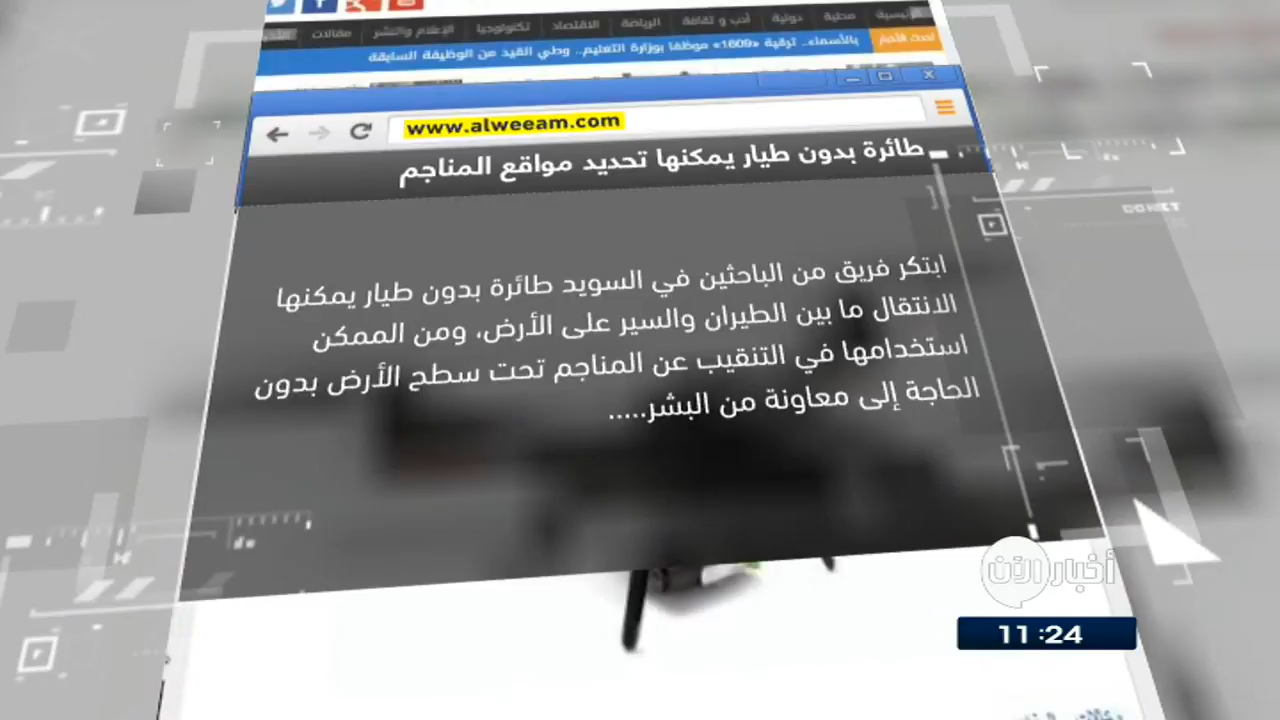 الرئيسية محلية دولية أدب و ثقافة الرياضة الاقتصاد تكنولوجيا الإعلام والنشر مقالات
بالأسماء.. ترقية «1609» موظفا بوزارة التعليم.. وطي القيد من الوظيفة السابقة
www.alweeam.com
طائرة بدون طيار يمكنها تحديد مواقع المناجم
ابتكر فريق من الباحثين في السويد طائرة بدون طيار يمكنها
الانتقال ما بين الطيران والسير على الأرض، ومن الممكن
استخدامها في التنقيب عن المناجم تحت سطح الأرض بدون
الحاجة إلى معاونة من البشر.....
أخبار الآن
11:24